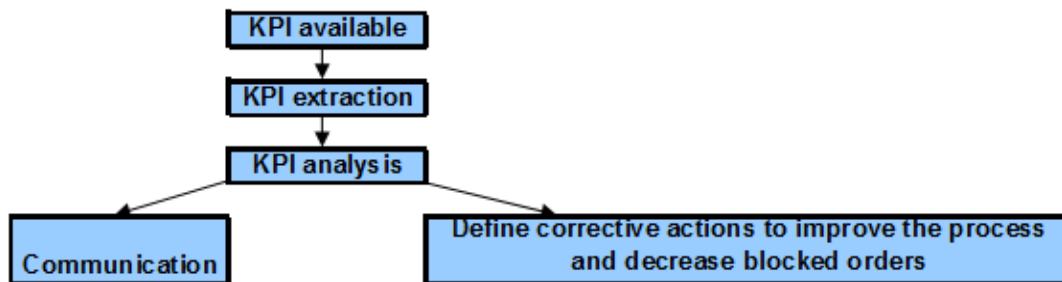 KPI available
KPI extraction
KPI analysis
Communication
Define corrective actions to improve the process
and decrease blocked orders